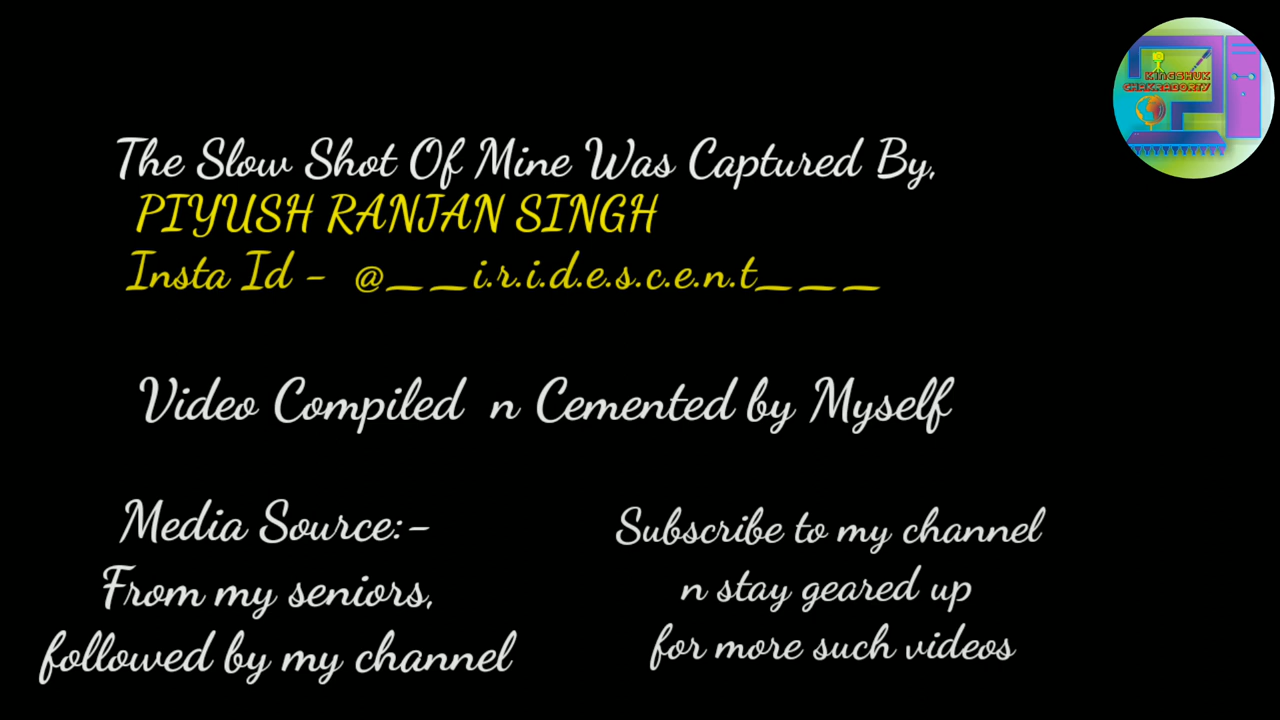 KINGSHUK
CHAKRABORTY
The Slow Shot Of Mine Was Captured By,
PIYUSH RANJAN SINGH
Insta Id - @__i.r.i.d.e.s.c.e.n.t___
Video Compiled n Cemented by Myself
Media Source:-
From my seniors,
followed by my channel
Subscribe to my channel
n stay geared up
for more such videos